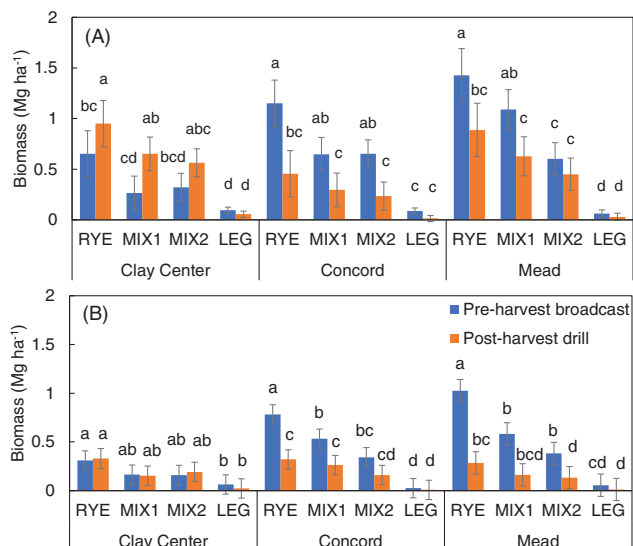 2
(A)
a
a
a
ab
1.5
bc
ab
abc
ab
ab
bc
c
c
1
cd
bcd
bc
c
c
c
0.5
d d
c c
d d
0
RYE MIX1 MIX2 LEG RYE MIX1 MIX2 LEG RYE MIX1 MIX2 LEG
Clay Center Concord Mead
Biomass (Mg ha⁻¹)
2
(B)
Pre-harvest broadcast
1.5
Post-harvest drill
a
a
1
b
b
bc
bc
a a
ab ab
ab ab
c
c
cd
bc
bcd
d
0.5
b b
d d
cd d
0
RYE MIX1 MIX2 LEG RYE MIX1 MIX2 LEG RYE MIX1 MIX2 LEG
Clay Center Concord Mead
Biomass (Mg ha⁻¹)